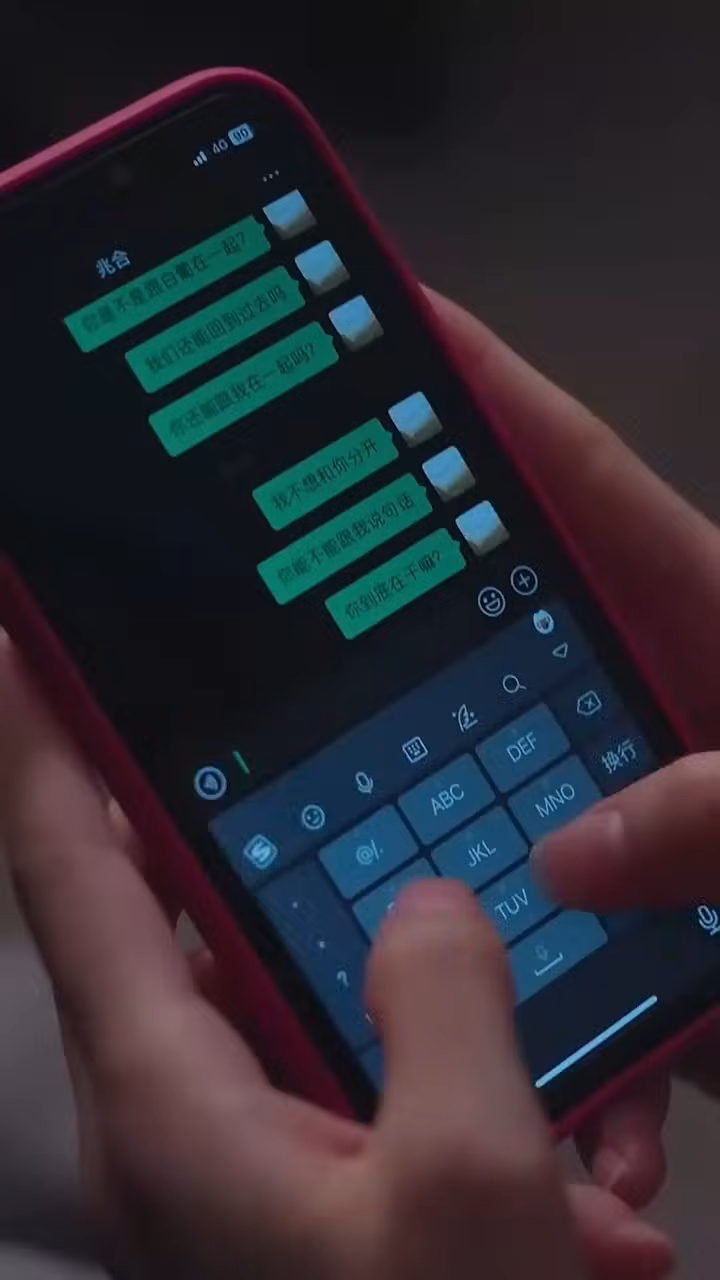 4G 90
兆合
你是不是跟白葡在一起?
我们还能回到过去吗
你还能跟我在一起吗?
我不想和你分开
你能不能跟我说句话
你到底在干嘛?
@/.
ABC
DEF
JKL
MNO
换行
TUV
?